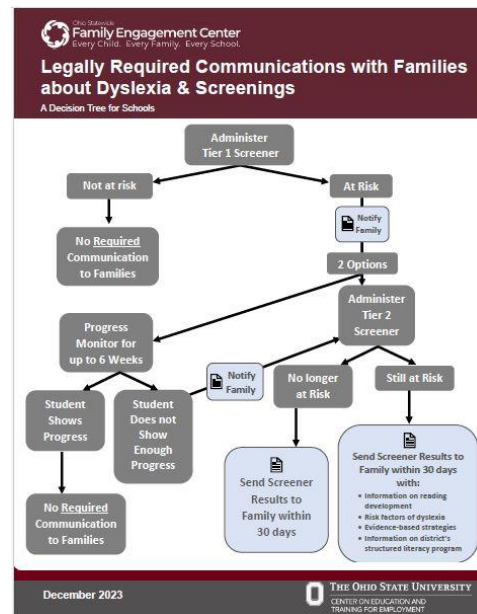 Ohio Statewide
Family Engagement Center
Every Child. Every Family. Every School.
Legally Required Communications with Families
about Dyslexia & Screenings
A Decision Tree for Schools
Administer
Tier 1 Screener
Not at risk
At Risk
Notify
Family
No Required
Communication
to Families
2 Options
Administer
Tier 2
Screener
Progress
Monitor for
up to 6 Weeks
Notify
Family
No longer
at Risk
Still at Risk
Student
Shows
Progress
Student
Does not
Show
Enough
Progress
Send Screener
Results to
Family within
30 days
Send Screener Results to
Family within 30 days
with:
• Information on reading
development
• Risk factors of dyslexia
• Evidence-based strategies
• Information on district's
structured literacy program
No Required
Communication
to Families
December 2023
THE OHIO STATE UNIVERSITY
CENTER ON EDUCATION AND
TRAINING FOR EMPLOYMENT